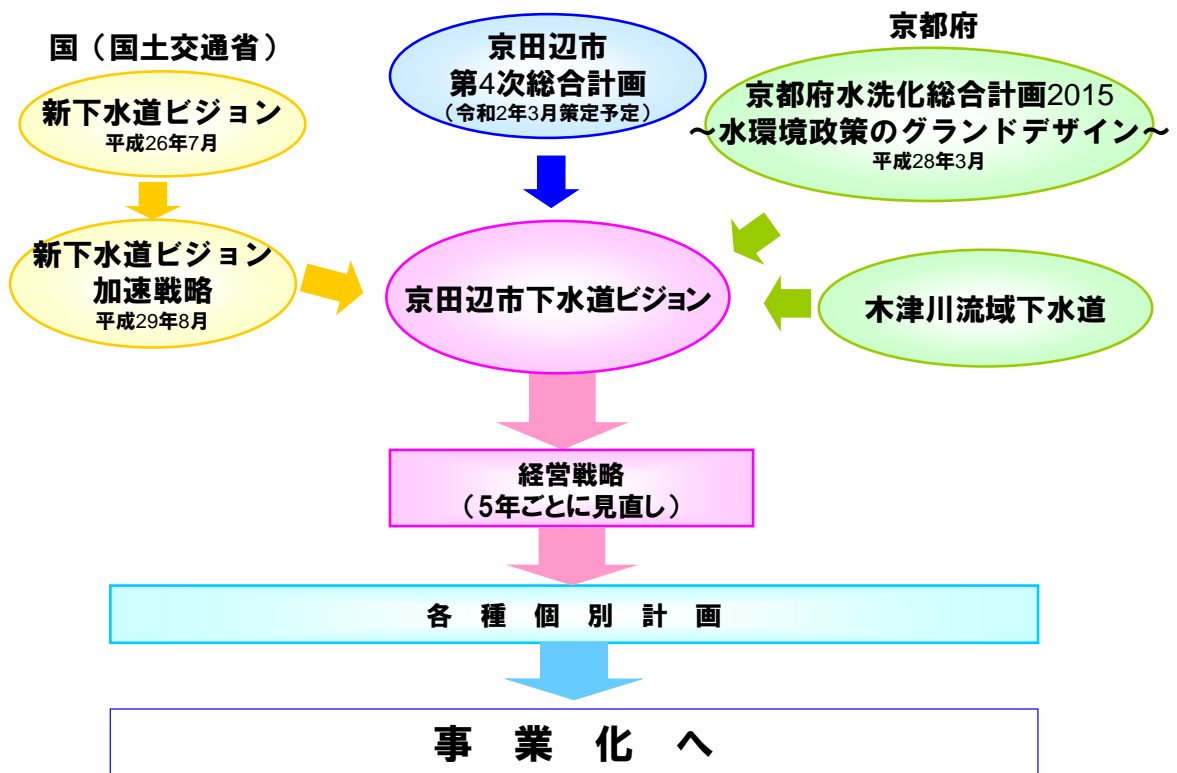 国（国土交通省）
新下水道ビジョン
平成26年7月
新下水道ビジョン
加速戦略
平成29年8月
京田辺市
第4次総合計画
（令和2年3月策定予定）
京都府
京都府水洗化総合計画2015
～水環境政策のグランドデザイン～
平成28年3月
木津川流域下水道
京田辺市下水道ビジョン
経営戦略
（5年ごとに見直し）
各種個別計画
事業化へ